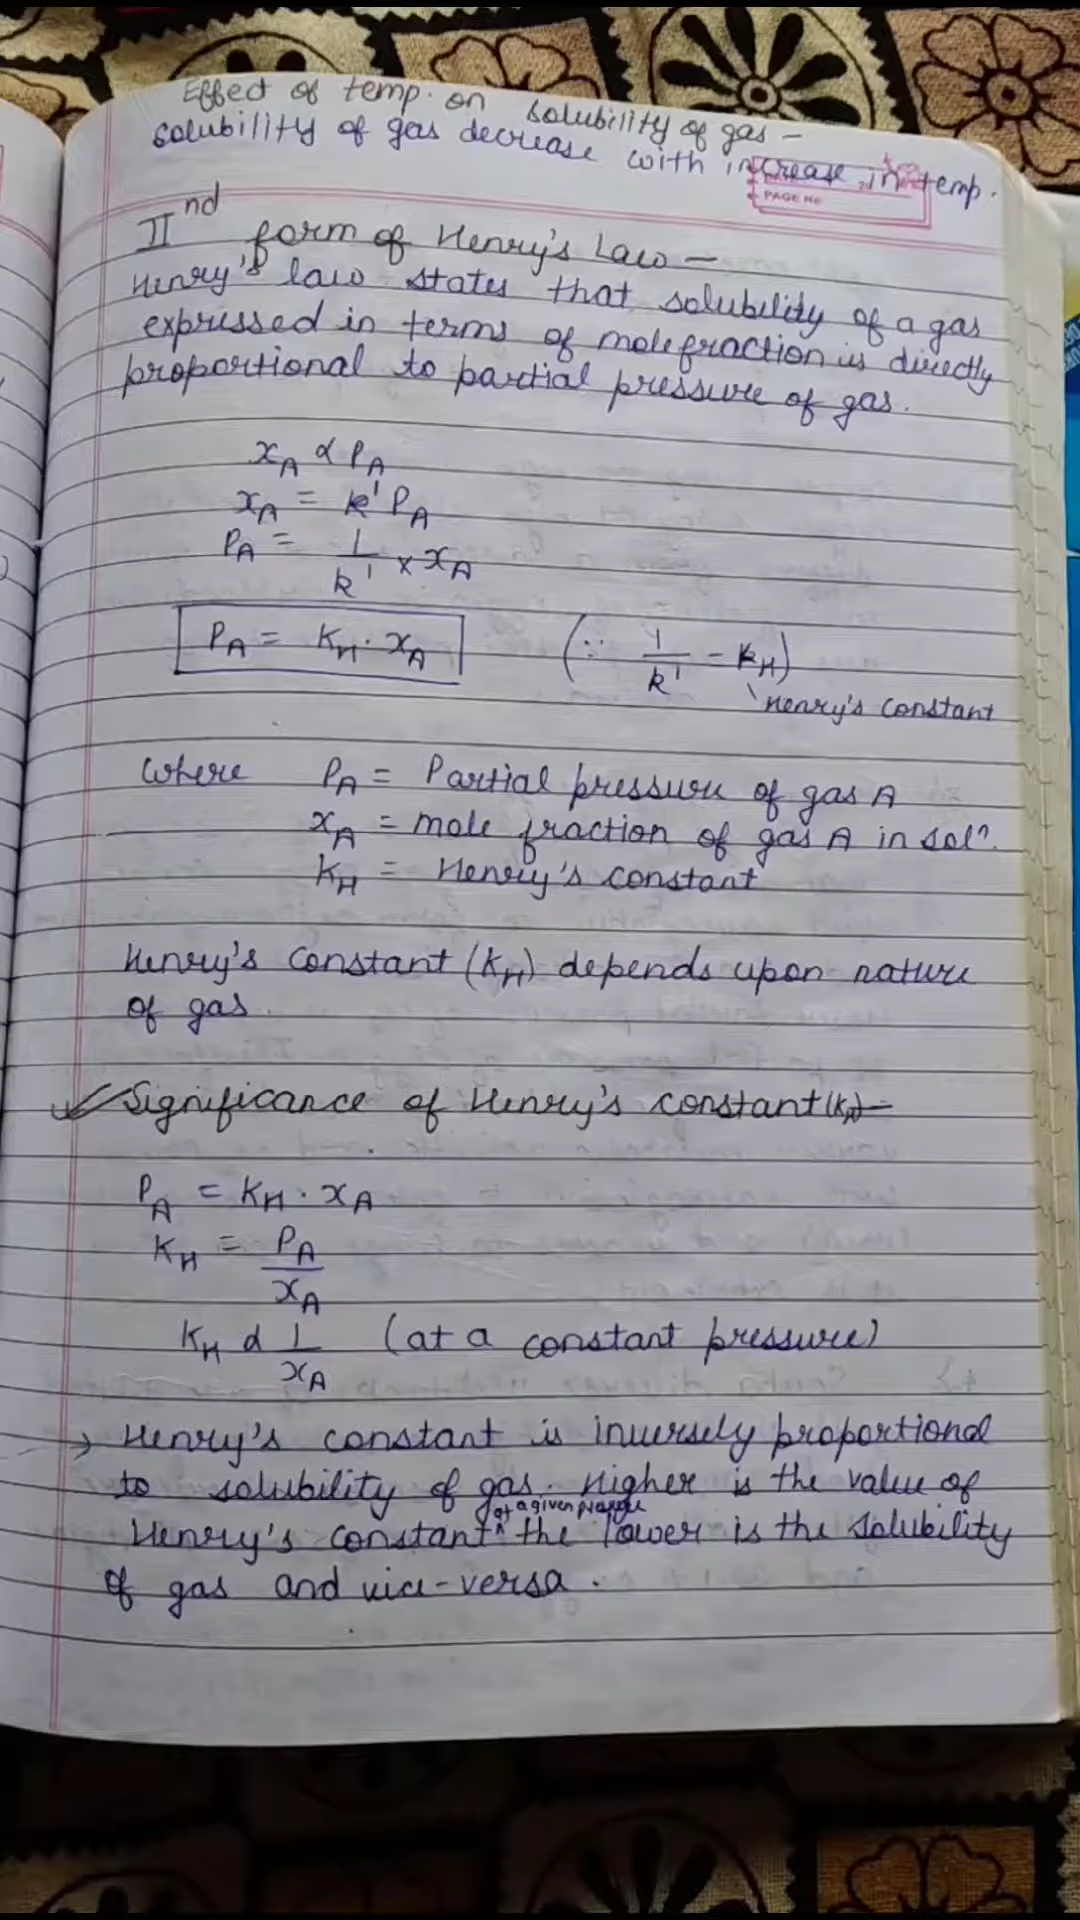 Effect of temp. on solubility of gas -
solubility of gas decrease with increase in temp.
PAGE No
IInd form of Henry's Law -
Henry's law states that solubility of a gas
expressed in terms of mole fraction is directly
proportional to partial pressure of gas.
xA ∝ PA
xA = k' PA
PA = 1/k' × xA
PA = KH · xA (∵ 1/k' = KH)
Henry's constant
Where PA = Partial pressure of gas A
xA = mole fraction of gas A in solⁿ.
KH = Henry's constant
Henry's constant (KH) depends upon nature
of gas.
Significance of Henry's constant (KH) -
PA = KH · xA
KH = PA/xA
KH ∝ 1/xA (at a constant pressure)
→ Henry's constant is inversely proportional
to solubility of gas. Higher is the value of
Henry's constant at a given pressure the lower is the solubility
of gas and vice-versa.